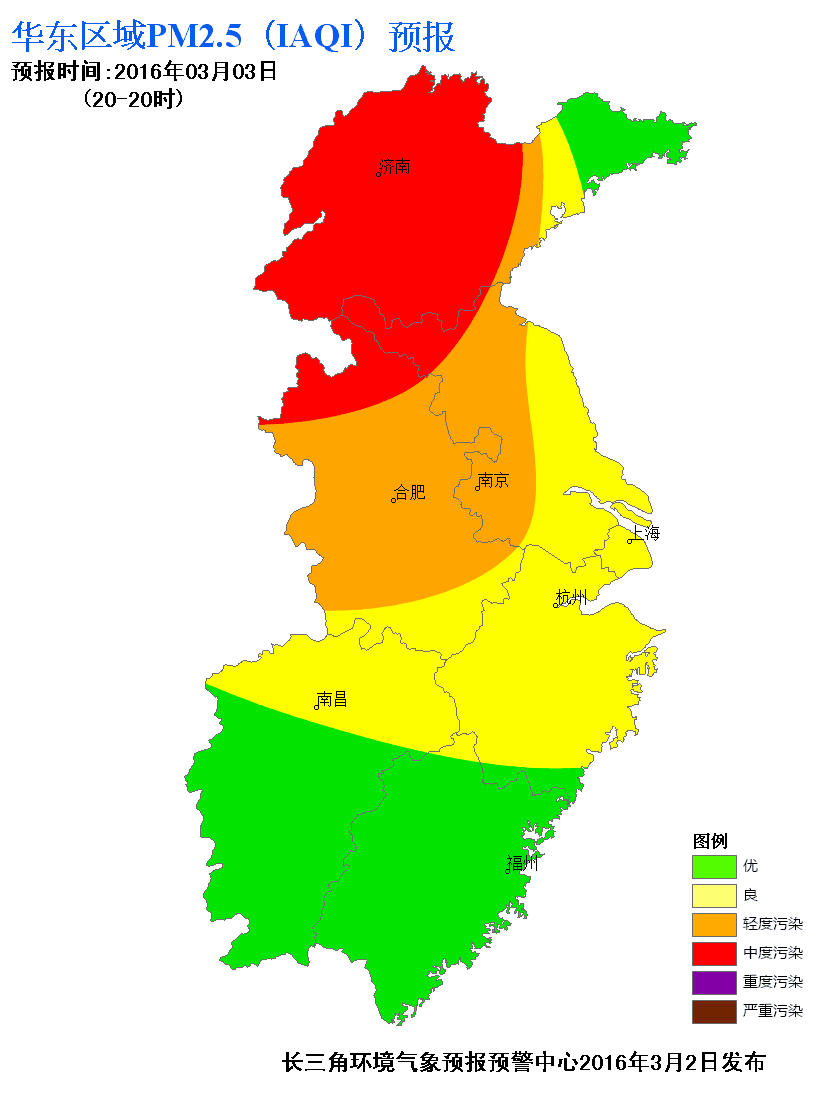 华东区域PM2.5（IAQI）预报
预报时间:2016年03月03日
(20-20时)
济南
合肥
南京
上海
杭州
南昌
福州
图例
优
良
轻度污染
中度污染
重度污染
严重污染
长三角环境气象预报预警中心2016年3月2日发布